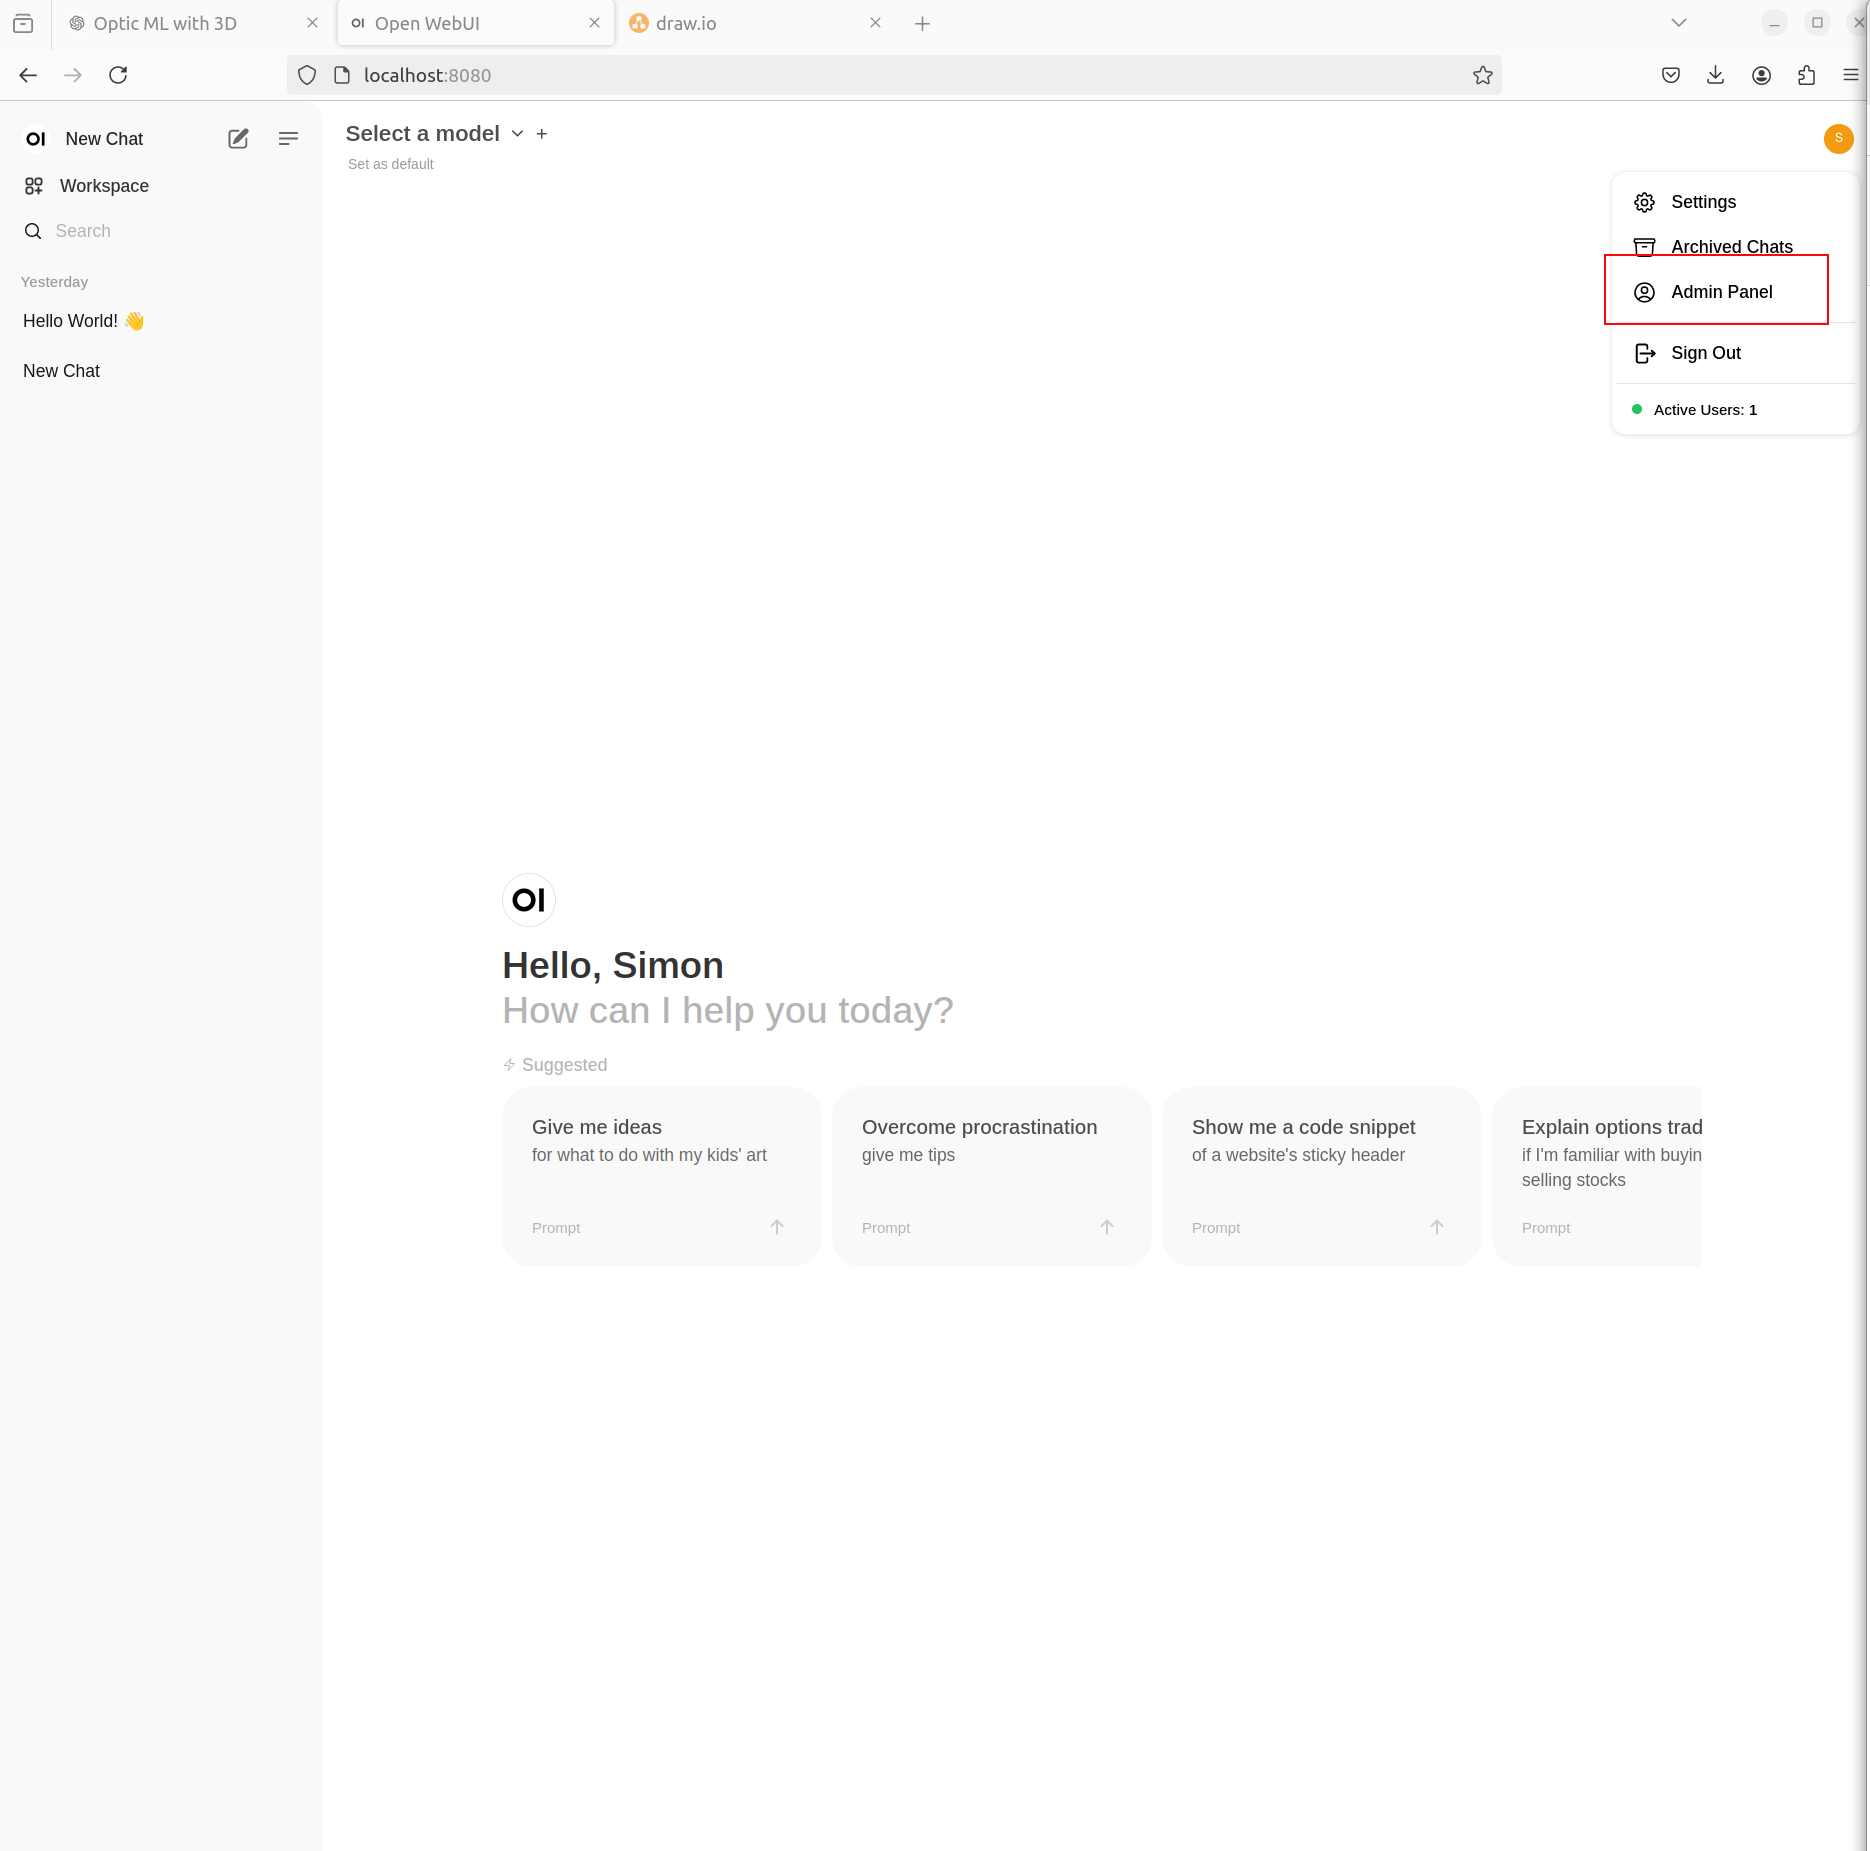 Optic ML with 3D
OI Open WebUI
draw.io
localhost:8080
OI New Chat
Workspace
Search
Yesterday
Hello World! 👋
New Chat
Select a model
Set as default
S
Settings
Archived Chats
Admin Panel
Sign Out
Active Users: 1
OI
Hello, Simon
How can I help you today?
Suggested
Give me ideas
for what to do with my kids' art
Prompt
Overcome procrastination
give me tips
Prompt
Show me a code snippet
of a website's sticky header
Prompt
Explain options trad
if I'm familiar with buyin
selling stocks
Prompt